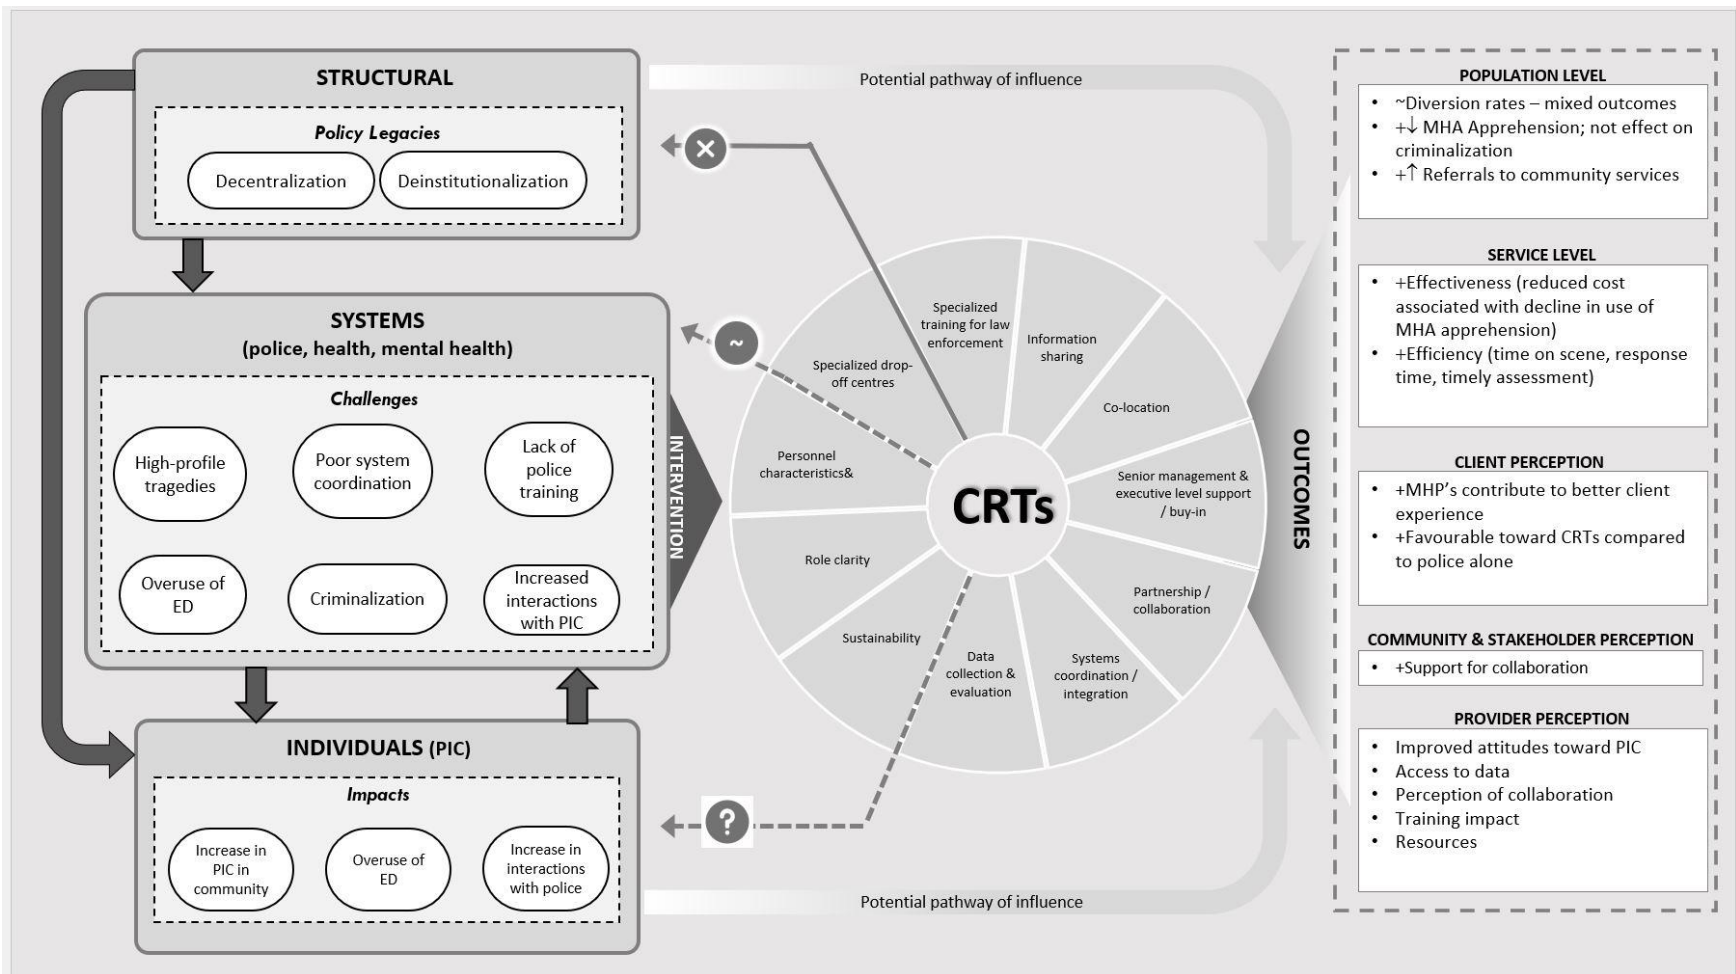 STRUCTURAL
Policy Legacies
Decentralization
Deinstitutionalization
SYSTEMS
(police, health, mental health)
Challenges
High-profile
tragedies
Poor system
coordination
Lack of
police
training
Overuse of
ED
Criminalization
Increased
interactions
with PIC
INDIVIDUALS (PIC)
Impacts
Increase in
PIC in
community
Overuse of
ED
Increase in
interactions
with police
INTERVENTION
Potential pathway of influence
~
?
Potential pathway of influence
CRTs
Specialized
training for law
enforcement
Information
sharing
Co-location
Senior management &
executive level support
/ buy-in
Partnership /
collaboration
Systems
coordination /
integration
Data
collection &
evaluation
Sustainability
Role clarity
Personnel
characteristics&
Specialized drop-
off centres
OUTCOMES
POPULATION LEVEL
• ~Diversion rates – mixed outcomes
• +↓ MHA Apprehension; not effect on
criminalization
• +↑ Referrals to community services
SERVICE LEVEL
• +Effectiveness (reduced cost
associated with decline in use of
MHA apprehension)
• +Efficiency (time on scene, response
time, timely assessment)
CLIENT PERCEPTION
• +MHP’s contribute to better client
experience
• +Favourable toward CRTs compared
to police alone
COMMUNITY & STAKEHOLDER PERCEPTION
• +Support for collaboration
PROVIDER PERCEPTION
• Improved attitudes toward PIC
• Access to data
• Perception of collaboration
• Training impact
• Resources